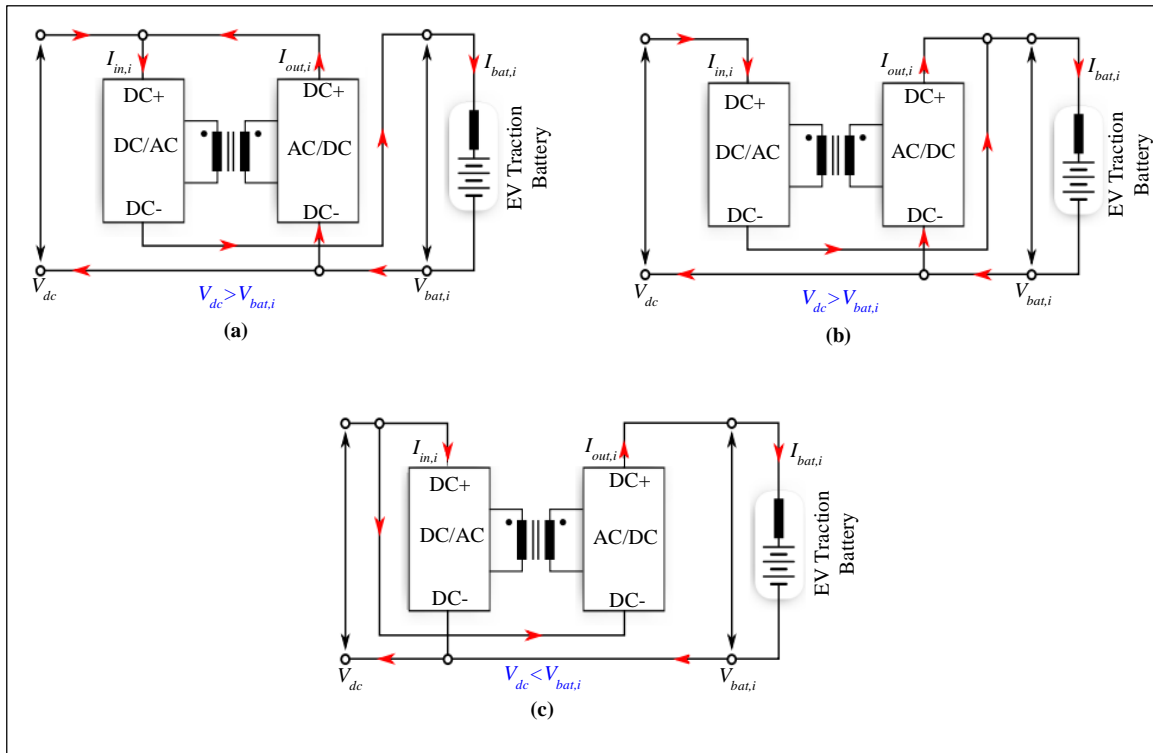 I_in,i
I_out,i
I_bat,i
DC+
DC+
DC/AC
AC/DC
DC-
DC-
EV Traction
Battery
V_dc
V_dc>V_bat,i
V_bat,i
(a)
I_in,i
I_out,i
I_bat,i
DC+
DC+
DC/AC
AC/DC
DC-
DC-
EV Traction
Battery
V_dc
V_dc>V_bat,i
V_bat,i
(b)
I_in,i
I_out,i
I_bat,i
DC+
DC+
DC/AC
AC/DC
DC-
DC-
EV Traction
Battery
V_dc
V_dc<V_bat,i
V_bat,i
(c)